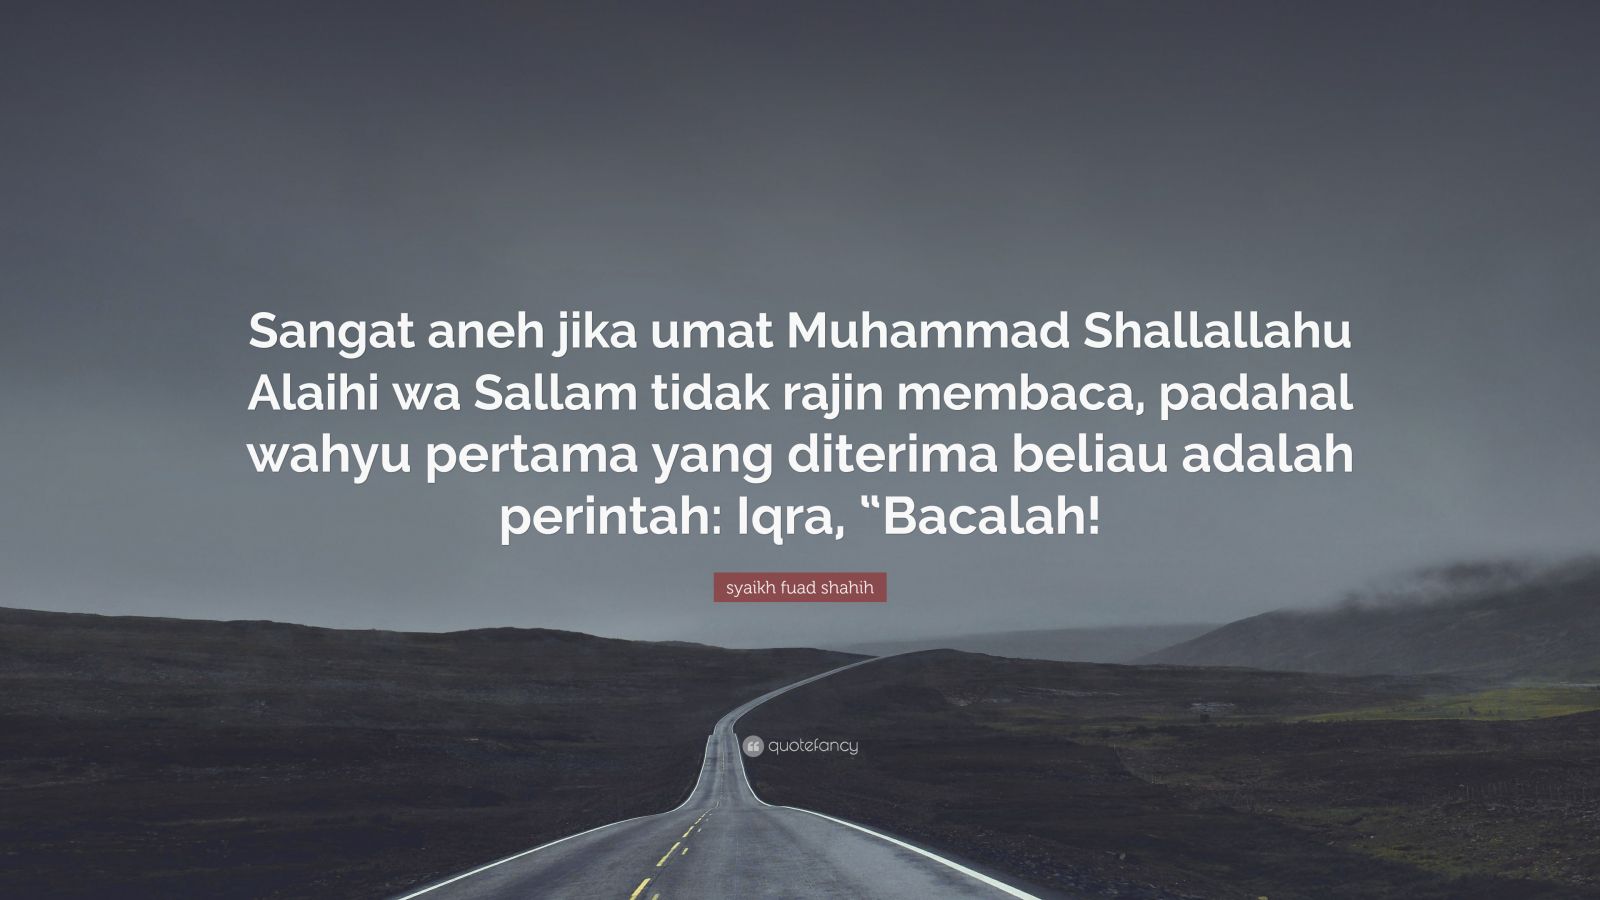 Sangat aneh jika umat Muhammad Shallallahu
Alaihi wa Sallam tidak rajin membaca, padahal
wahyu pertama yang diterima beliau adalah
perintah: Iqra, “Bacalah!
syaikh fuad shahih
quotefancy